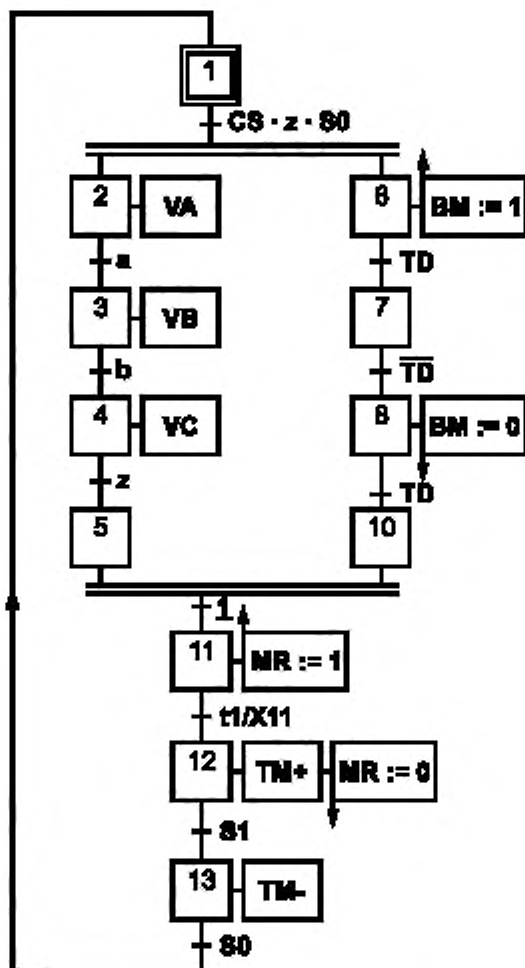 1
CS · z · S0
2 VA 6 BM := 1
a TD
3 VB 7
b T̅D̅
4 VC 8 BM := 0
z TD
5 10
1
11 MR := 1
t1/X11
12 TM+ MR := 0
S1
13 TM-
S0